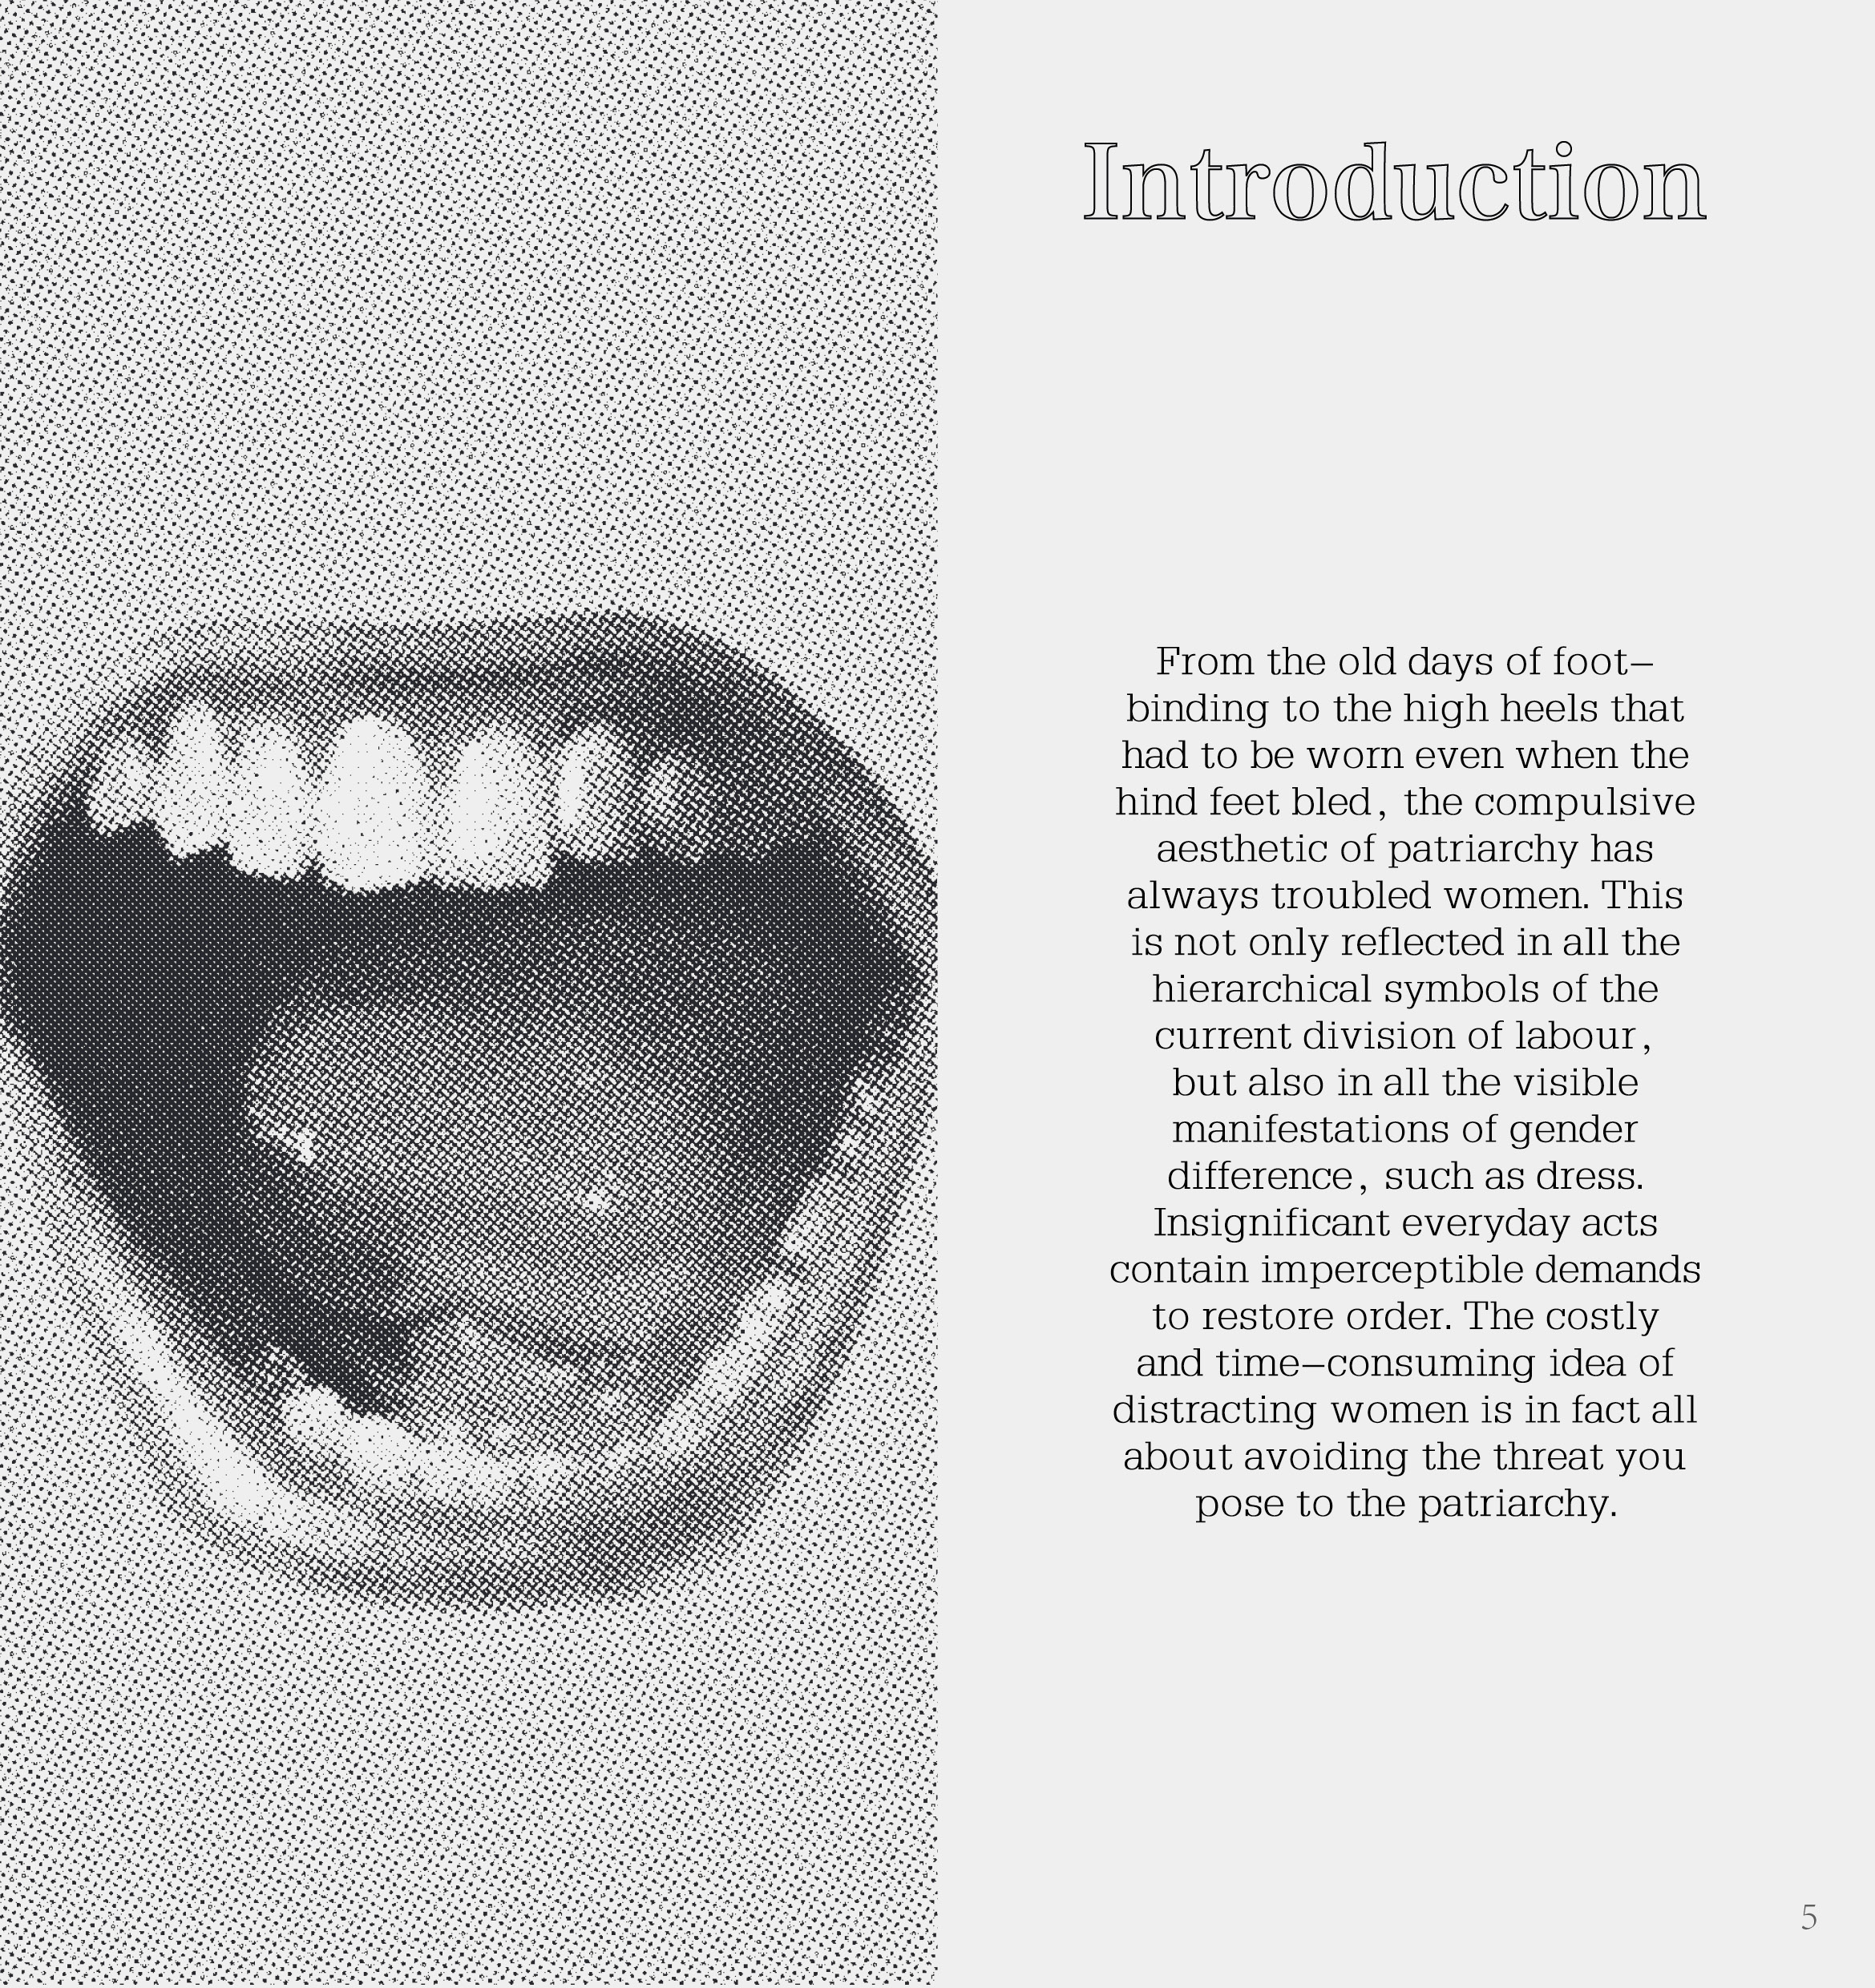 Introduction
From the old days of foot–
binding to the high heels that
had to be worn even when the
hind feet bled, the compulsive
aesthetic of patriarchy has
always troubled women. This
is not only reflected in all the
hierarchical symbols of the
current division of labour,
but also in all the visible
manifestations of gender
difference, such as dress.
Insignificant everyday acts
contain imperceptible demands
to restore order. The costly
and time–consuming idea of
distracting women is in fact all
about avoiding the threat you
pose to the patriarchy.
5